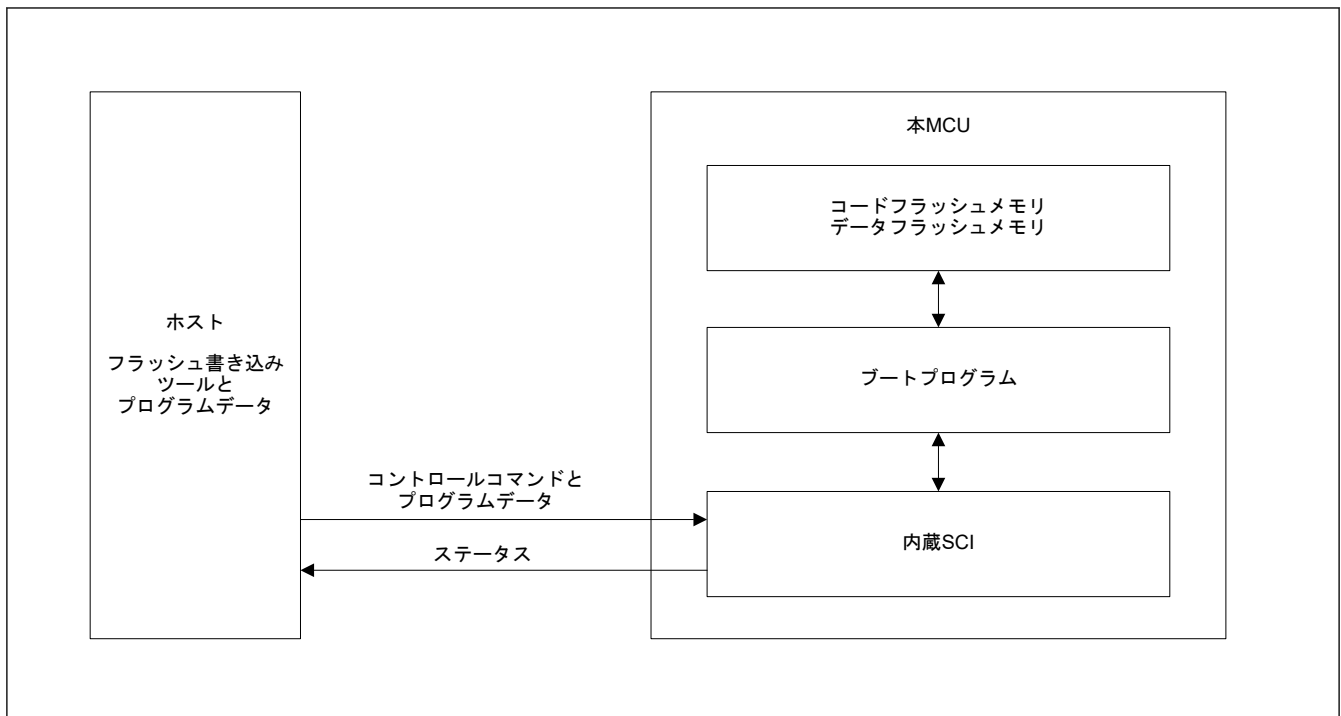 ホスト
フラッシュ書き込み
ツールと
プログラムデータ
コントロールコマンドと
プログラムデータ
ステータス
本MCU
コードフラッシュメモリ
データフラッシュメモリ
ブートプログラム
内蔵SCI